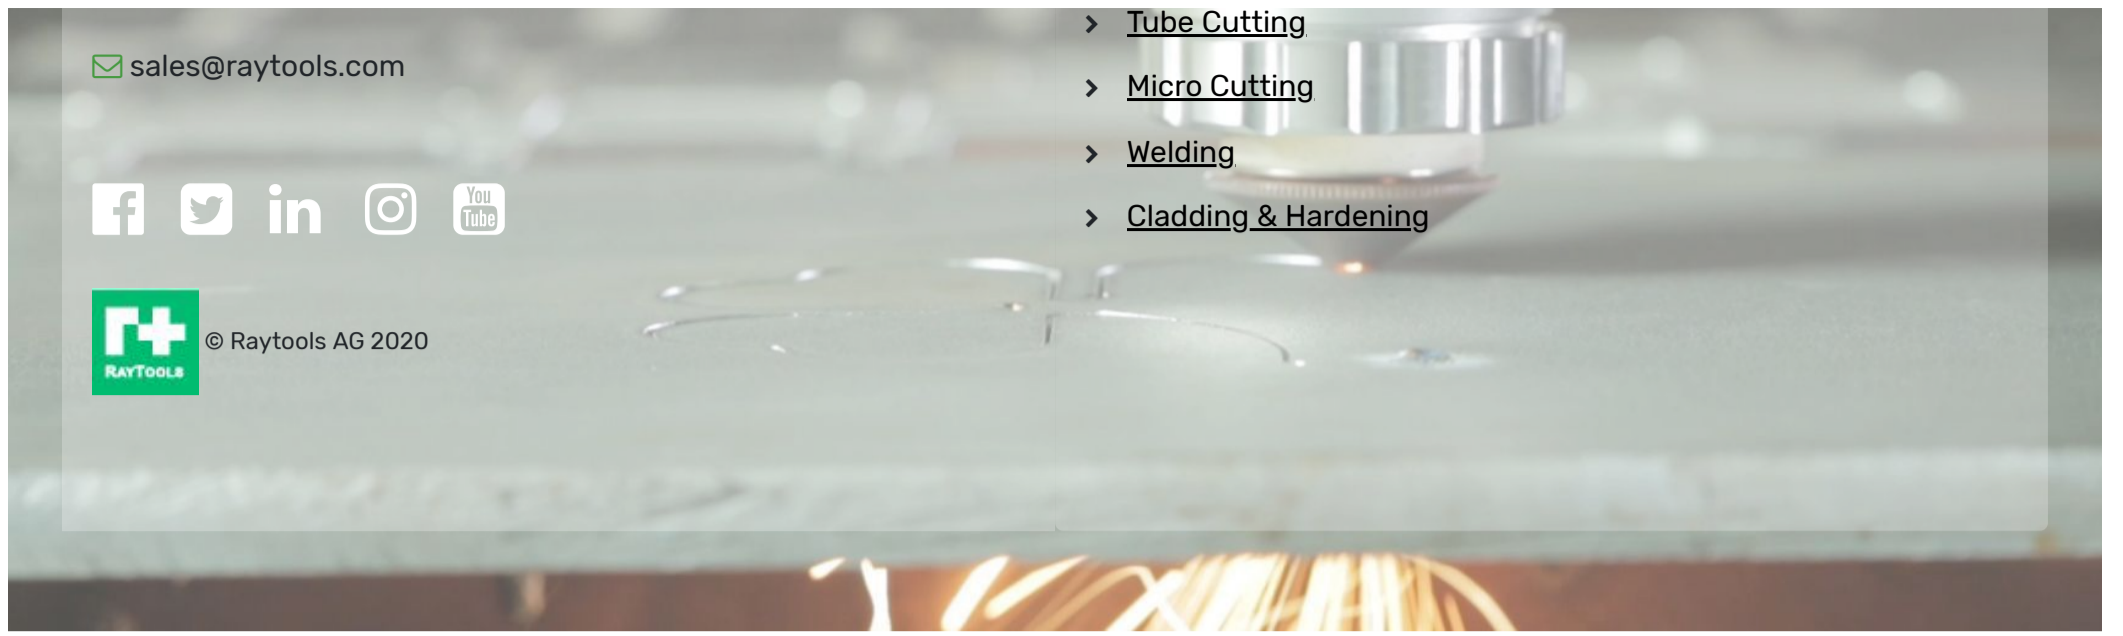 sales@raytools.com
You
Tube
RAYTOOLS
© Raytools AG 2020
Tube Cutting
Micro Cutting
Welding
Cladding & Hardening